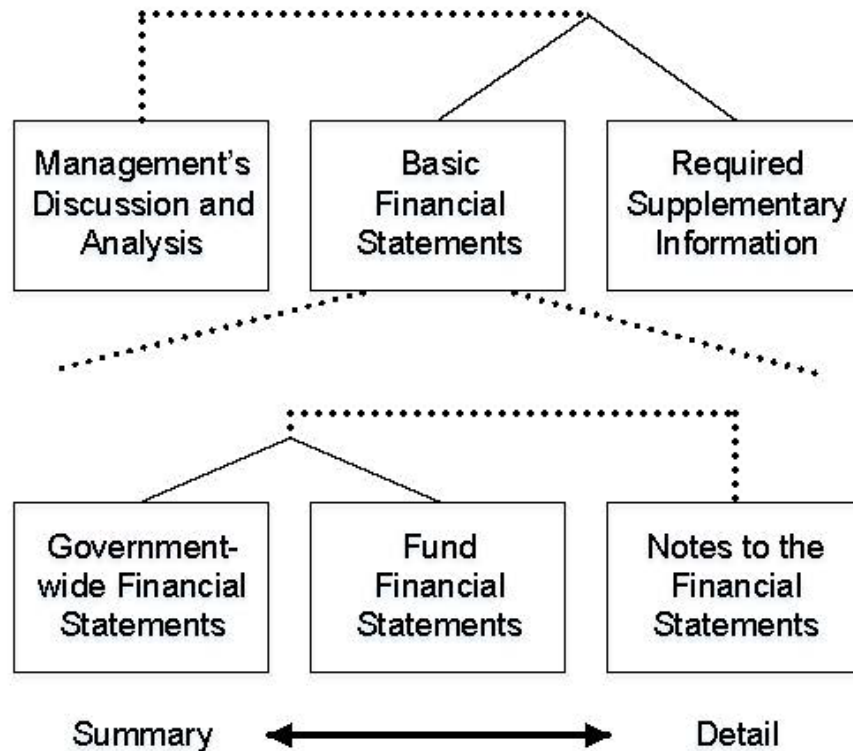 Management's
Discussion and
Analysis
Basic
Financial
Statements
Required
Supplementary
Information
Government-
wide Financial
Statements
Fund
Financial
Statements
Notes to the
Financial
Statements
Summary
Detail